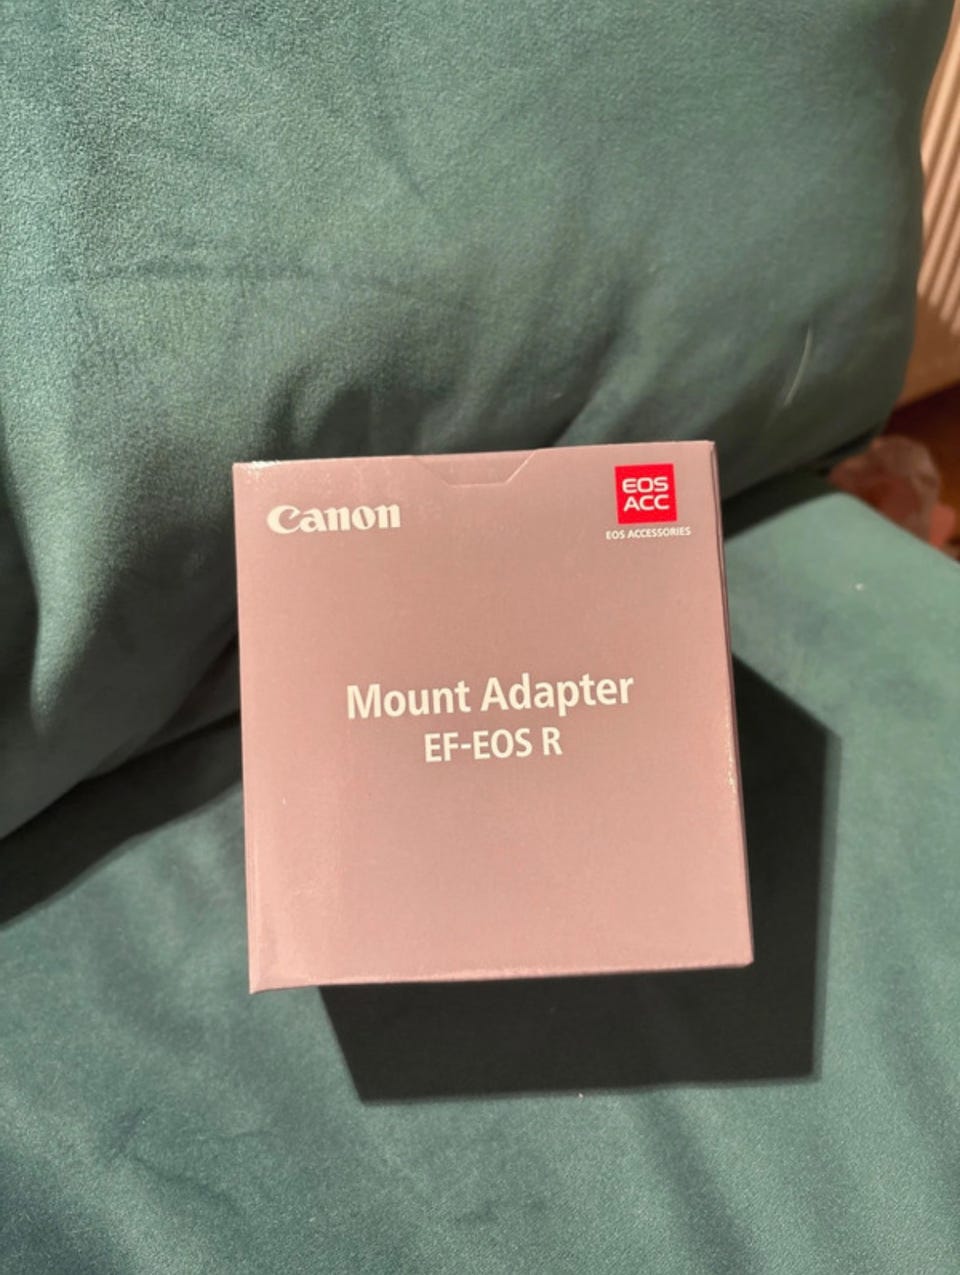 Canon
EOS
ACC
EOS ACCESSORIES
Mount Adapter
EF-EOS R